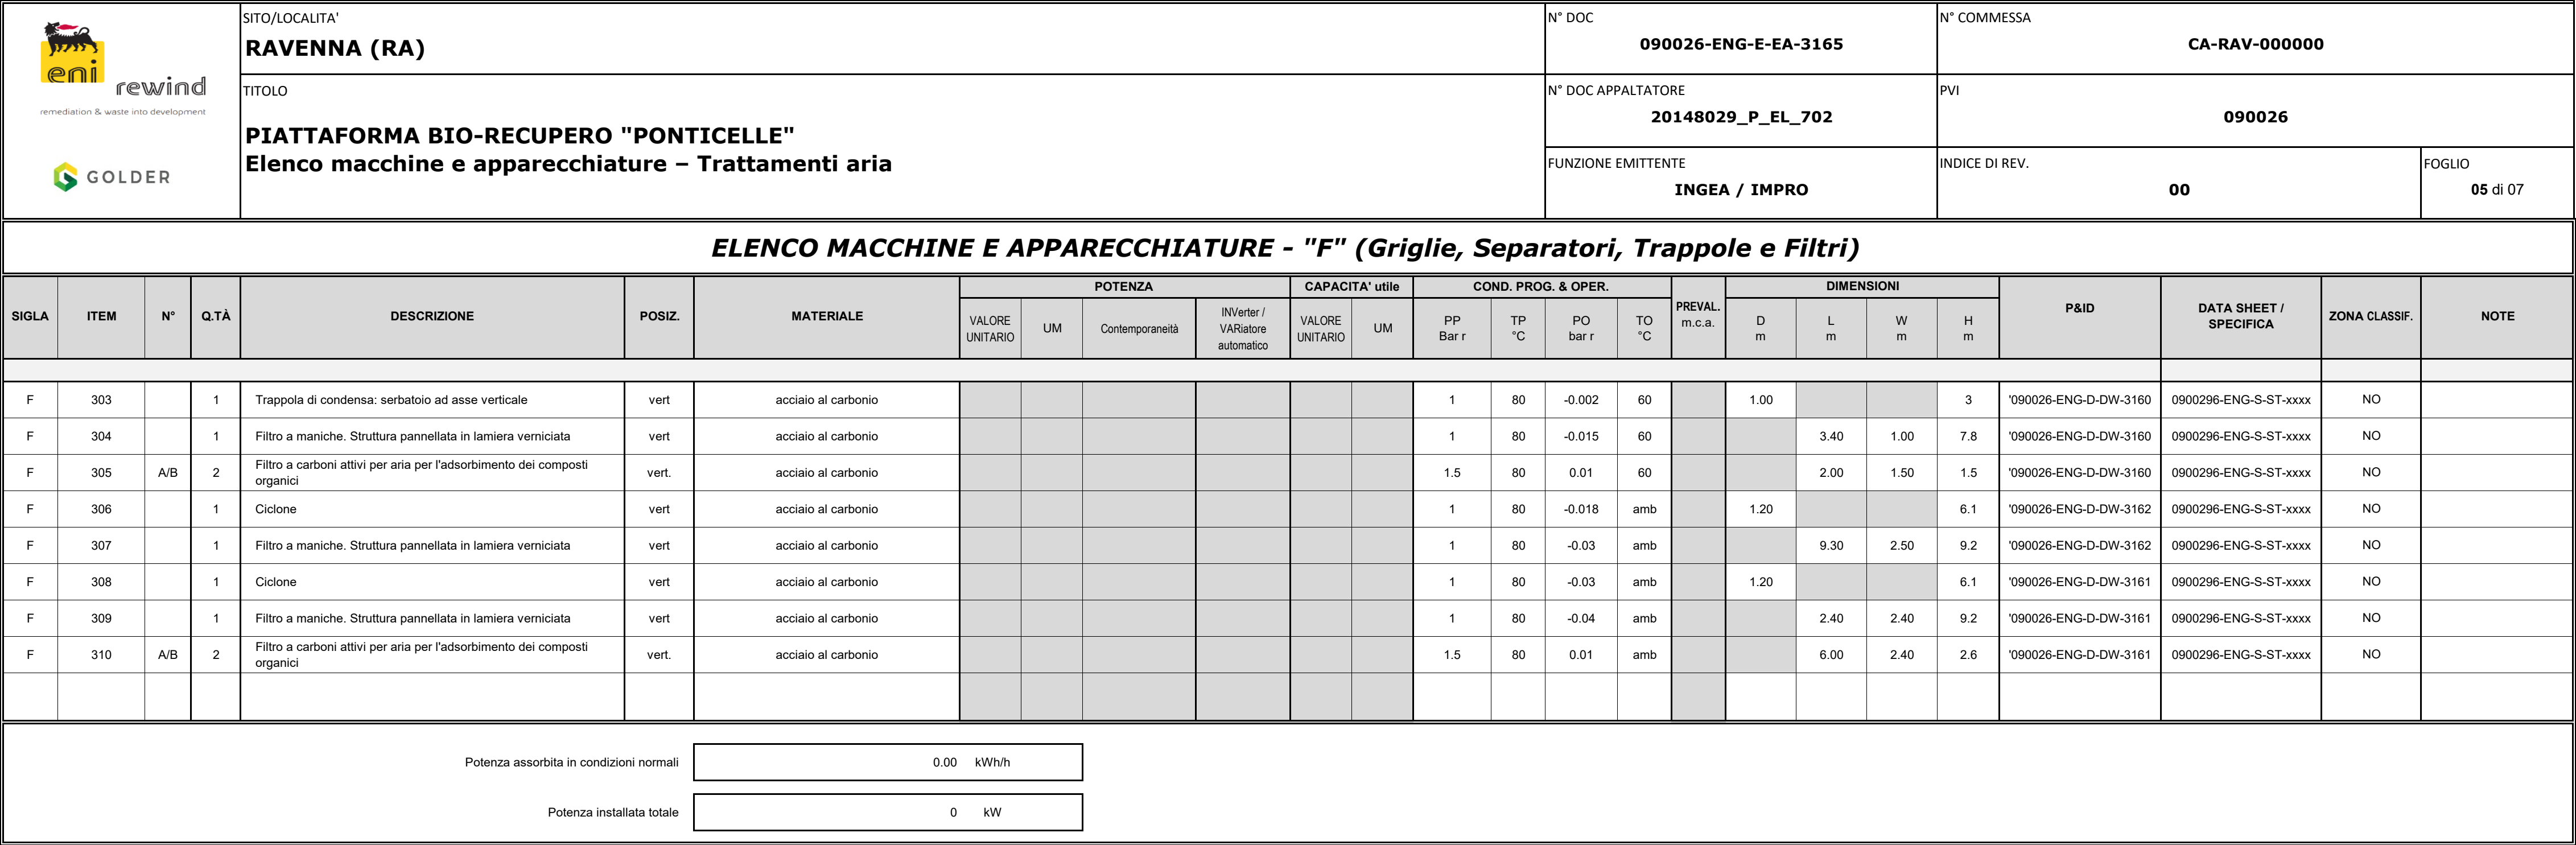 eni
rewind
remediation & waste into development
GOLDER
SITO/LOCALITA'
RAVENNA (RA)
TITOLO
PIATTAFORMA BIO-RECUPERO "PONTICELLE"
Elenco macchine e apparecchiature – Trattamenti aria
N° DOC
090026-ENG-E-EA-3165
N° COMMESSA
CA-RAV-000000
N° DOC APPALTATORE
20148029_P_EL_702
PVI
090026
FUNZIONE EMITTENTE
INGEA / IMPRO
INDICE DI REV.
00
FOGLIO
05 di 07
ELENCO MACCHINE E APPARECCHIATURE - "F" (Griglie, Separatori, Trappole e Filtri)
SIGLA ITEM N° Q.TÀ DESCRIZIONE POSIZ. MATERIALE
POTENZA
VALORE UNITARIO UM Contemporaneità INVerter / VARiatore automatico
CAPACITA' utile
VALORE UNITARIO UM
COND. PROG. & OPER.
PP Bar r TP °C PO bar r TO °C
PREVAL. m.c.a.
DIMENSIONI
D m L m W m H m
P&ID DATA SHEET / SPECIFICA ZONA CLASSIF. NOTE
F 303 1 Trappola di condensa: serbatoio ad asse verticale vert acciaio al carbonio 1 80 -0.002 60 1.00 3 '090026-ENG-D-DW-3160 0900296-ENG-S-ST-xxxx NO
F 304 1 Filtro a maniche. Struttura pannellata in lamiera verniciata vert acciaio al carbonio 1 80 -0.015 60 3.40 1.00 7.8 '090026-ENG-D-DW-3160 0900296-ENG-S-ST-xxxx NO
F 305 A/B 2 Filtro a carboni attivi per aria per l'adsorbimento dei composti organici vert. acciaio al carbonio 1.5 80 0.01 60 2.00 1.50 1.5 '090026-ENG-D-DW-3160 0900296-ENG-S-ST-xxxx NO
F 306 1 Ciclone vert acciaio al carbonio 1 80 -0.018 amb 1.20 6.1 '090026-ENG-D-DW-3162 0900296-ENG-S-ST-xxxx NO
F 307 1 Filtro a maniche. Struttura pannellata in lamiera verniciata vert acciaio al carbonio 1 80 -0.03 amb 9.30 2.50 9.2 '090026-ENG-D-DW-3162 0900296-ENG-S-ST-xxxx NO
F 308 1 Ciclone vert acciaio al carbonio 1 80 -0.03 amb 1.20 6.1 '090026-ENG-D-DW-3161 0900296-ENG-S-ST-xxxx NO
F 309 1 Filtro a maniche. Struttura pannellata in lamiera verniciata vert acciaio al carbonio 1 80 -0.04 amb 2.40 2.40 9.2 '090026-ENG-D-DW-3161 0900296-ENG-S-ST-xxxx NO
F 310 A/B 2 Filtro a carboni attivi per aria per l'adsorbimento dei composti organici vert. acciaio al carbonio 1.5 80 0.01 amb 6.00 2.40 2.6 '090026-ENG-D-DW-3161 0900296-ENG-S-ST-xxxx NO
Potenza assorbita in condizioni normali 0.00 kWh/h
Potenza installata totale 0 kW